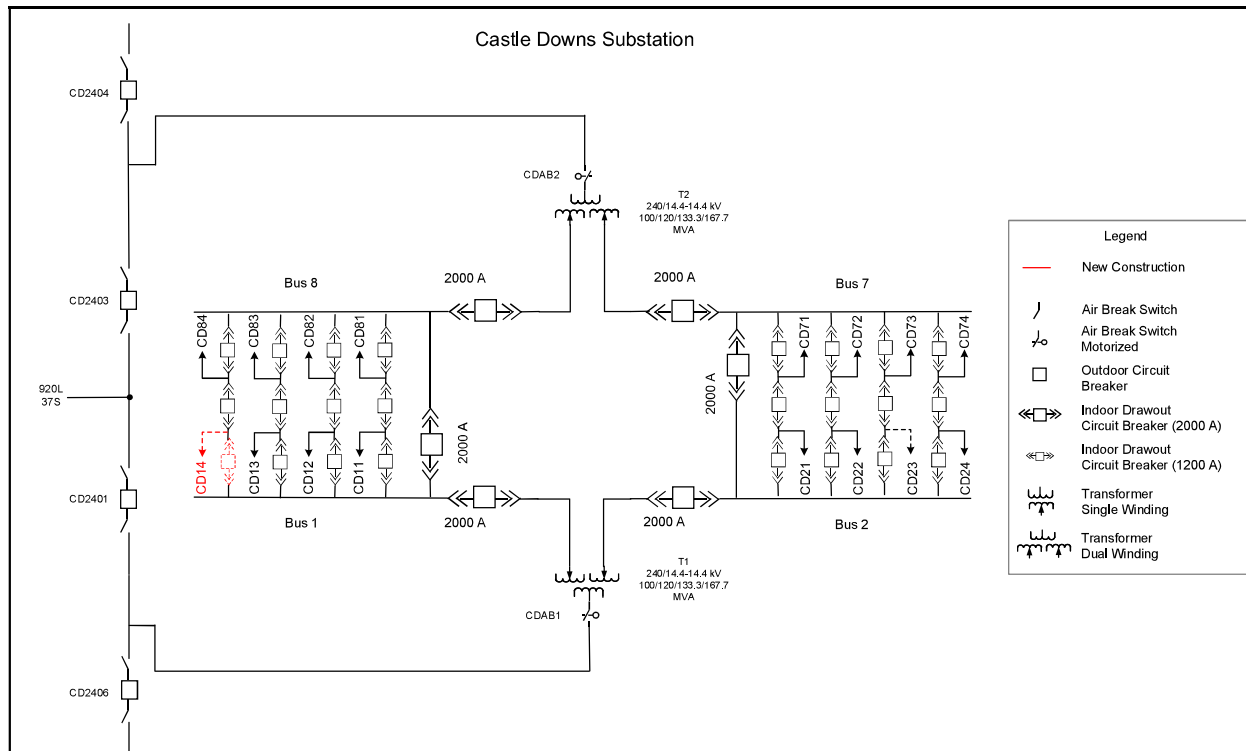 Castle Downs Substation
CD2404
CDAB2
T2
240/14.4-14.4 kV
100/120/133.3/167.7
MVA
Legend
New Construction
Air Break Switch
Air Break Switch
Motorized
Outdoor Circuit
Breaker
Indoor Drawout
Circuit Breaker (2000 A)
Indoor Drawout
Circuit Breaker (1200 A)
Transformer
Single Winding
Transformer
Dual Winding
CD2403
Bus 8
2000 A
2000 A
Bus 7
CD84
CD83
CD82
CD81
CD71
CD72
CD73
CD74
920L
37S
2000 A
2000 A
CD14
CD13
CD12
CD11
CD21
CD22
CD23
CD24
CD2401
Bus 1
2000 A
2000 A
Bus 2
T1
240/14.4-14.4 kV
100/120/133.3/167.7
MVA
CDAB1
CD2406